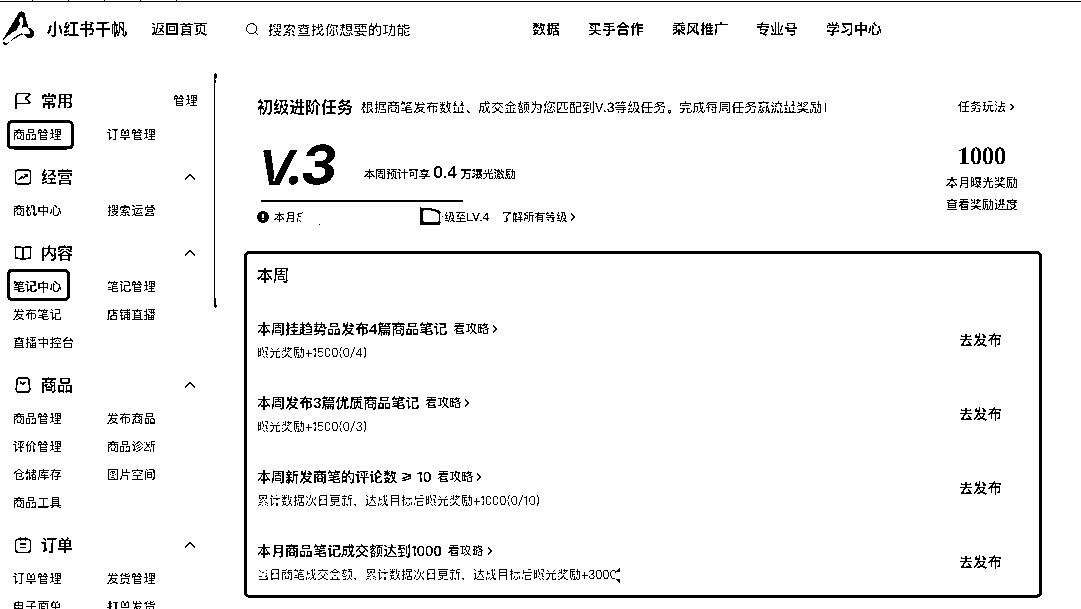 小红书千帆 返回首页 搜索查找你想要的功能 数据 买手合作 乘风推广 专业号 学习中心
常用 管理
商品管理 订单管理
经营
商机中心 搜索运营
内容
笔记中心 笔记管理
发布笔记 店铺直播
直播中控台
商品
商品管理 发布商品
评价管理 商品诊断
仓储库存 图片空间
商品工具
订单
订单管理 发货管理
电子面单 打单发货
初级进阶任务 根据商笔发布数量、成交金额为您匹配到V.3等级任务。完成每周任务赢流量奖励! 任务玩法
V.3 本周预计可享 0.4 万曝光激励
1000
本月曝光奖励
查看奖励进度
本月 级至LV.4 了解所有等级
本周
本周挂趋势品发布4篇商品笔记 看攻略
曝光奖励+1500(0/4)
去发布
本周发布3篇优质商品笔记 看攻略
曝光奖励+1500(0/3)
去发布
本周新发商笔的评论数 ≥ 10 看攻略
累计数据次日更新，达成目标后曝光奖励+1000(0/10)
去发布
本月商品笔记成交额达到1000 看攻略
当日商笔成交金额，累计数据次日更新，达成目标后曝光奖励+3000
去发布